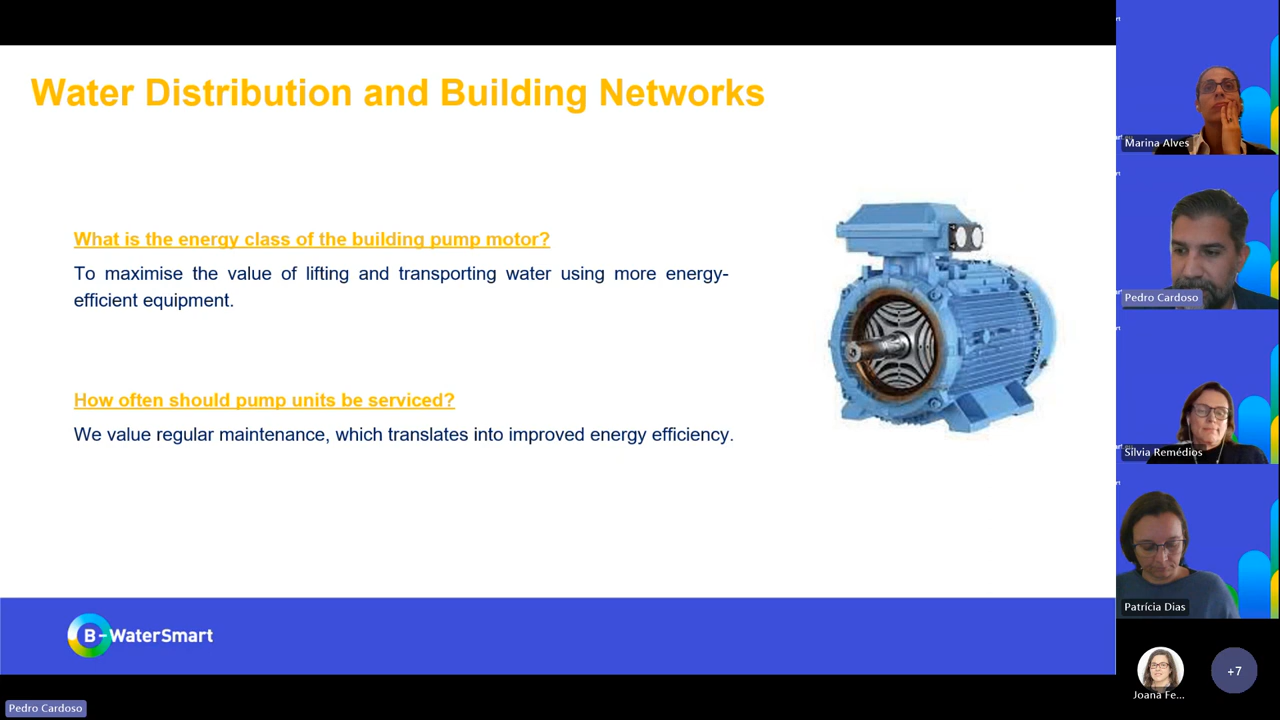 Water Distribution and Building Networks
What is the energy class of the building pump motor?
To maximise the value of lifting and transporting water using more energy-
efficient equipment.
How often should pump units be serviced?
We value regular maintenance, which translates into improved energy efficiency.
B-WaterSmart
Pedro Cardoso
Marina Alves
Pedro Cardoso
Sílvia Remédios
Patrícia Dias
Joana Fe...
+7